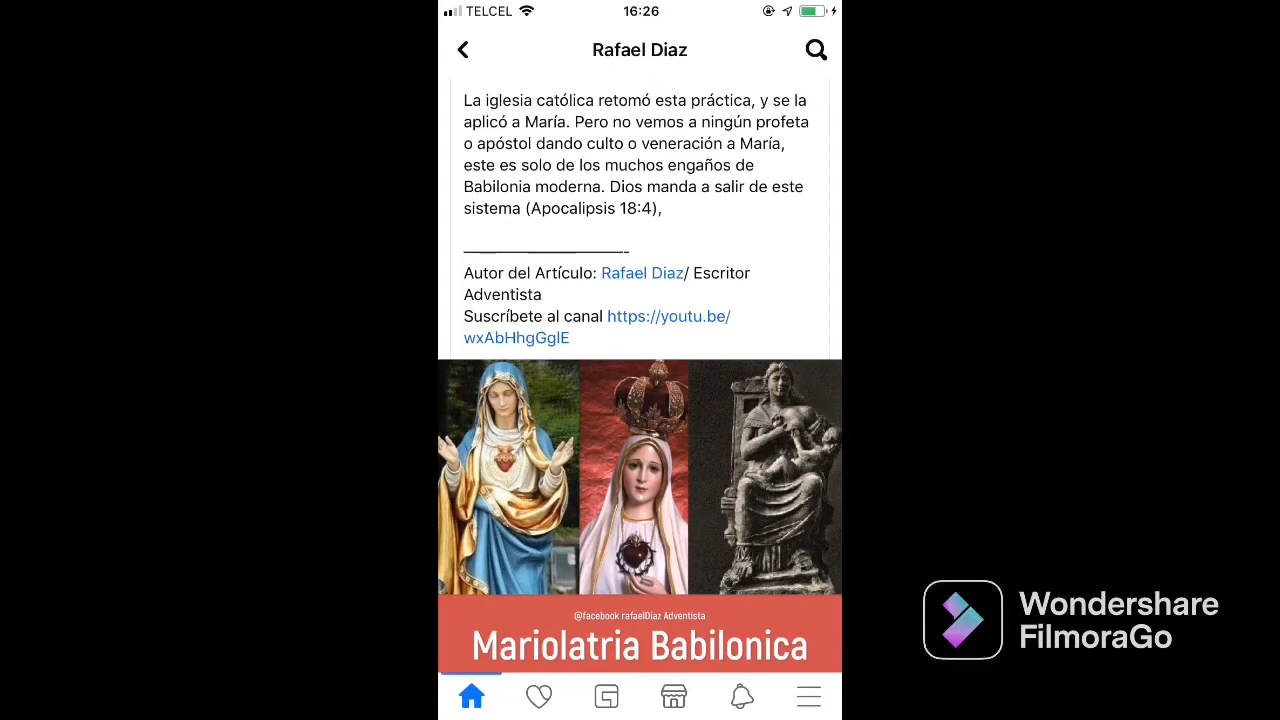 TELCEL 16:26
Rafael Diaz
La iglesia católica retomó esta práctica, y se la
aplicó a María. Pero no vemos a ningún profeta
o apóstol dando culto o veneración a María,
este es solo de los muchos engaños de
Babilonia moderna. Dios manda a salir de este
sistema (Apocalipsis 18:4),
———————————-
Autor del Artículo: Rafael Diaz/ Escritor
Adventista
Suscríbete al canal https://youtu.be/
wxAbHhgGglE
@facebook rafaelDiaz Adventista
Mariolatria Babilonica
Wondershare
FilmoraGo